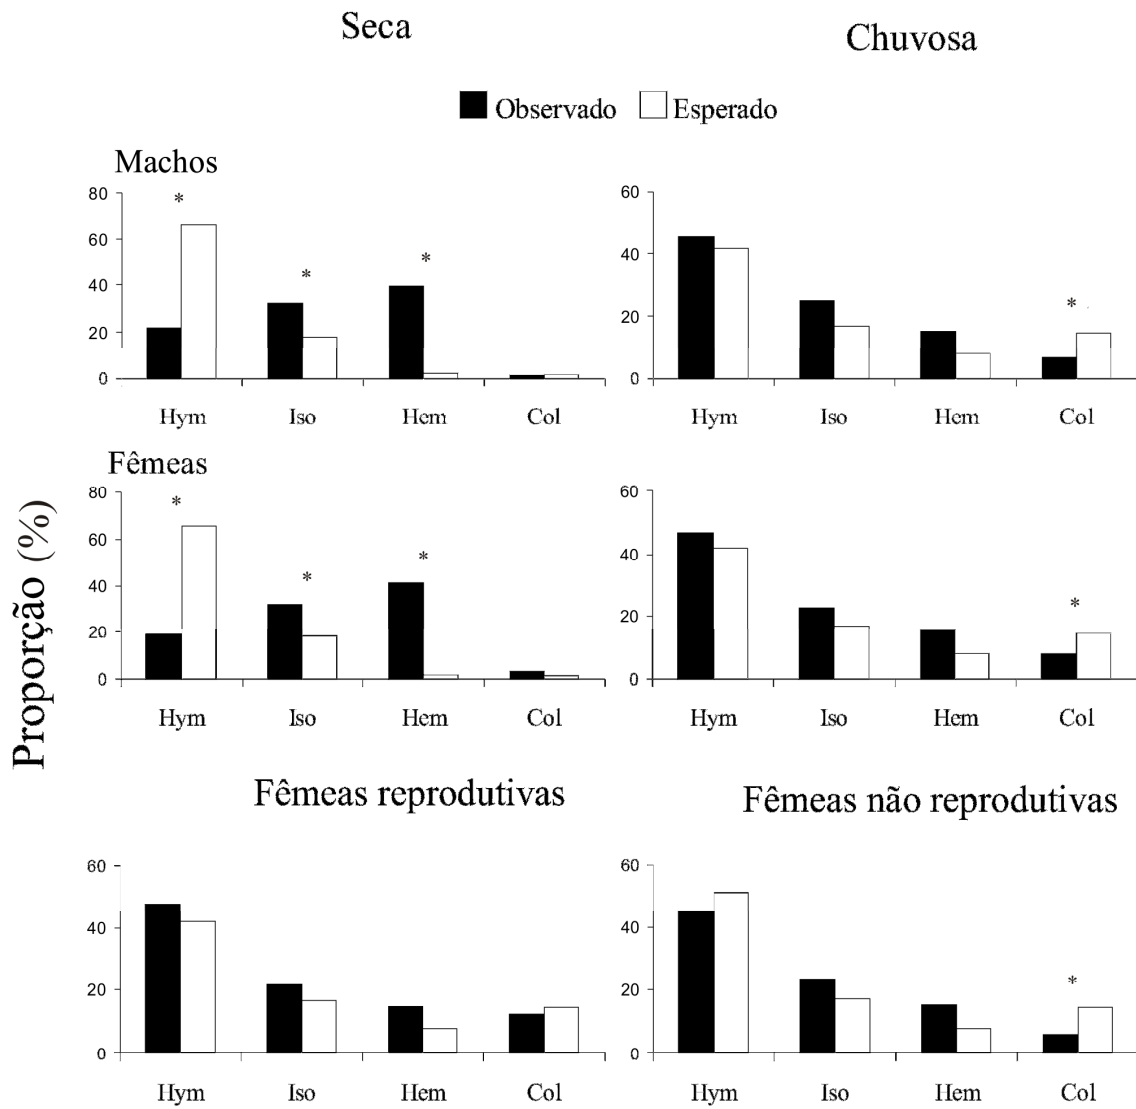 Seca
Chuvosa
Observado
Esperado
Machos
80
60
40
20
0
*
*
*
Hym
Iso
Hem
Col
60
40
20
0
*
Hym
Iso
Hem
Col
Proporção (%)
Fêmeas
80
60
40
20
0
*
*
*
Hym
Iso
Hem
Col
60
40
20
0
*
Hym
Iso
Hem
Col
Fêmeas reprodutivas
60
40
20
0
Hym
Iso
Hem
Col
Fêmeas não reprodutivas
60
40
20
0
*
Hym
Iso
Hem
Col